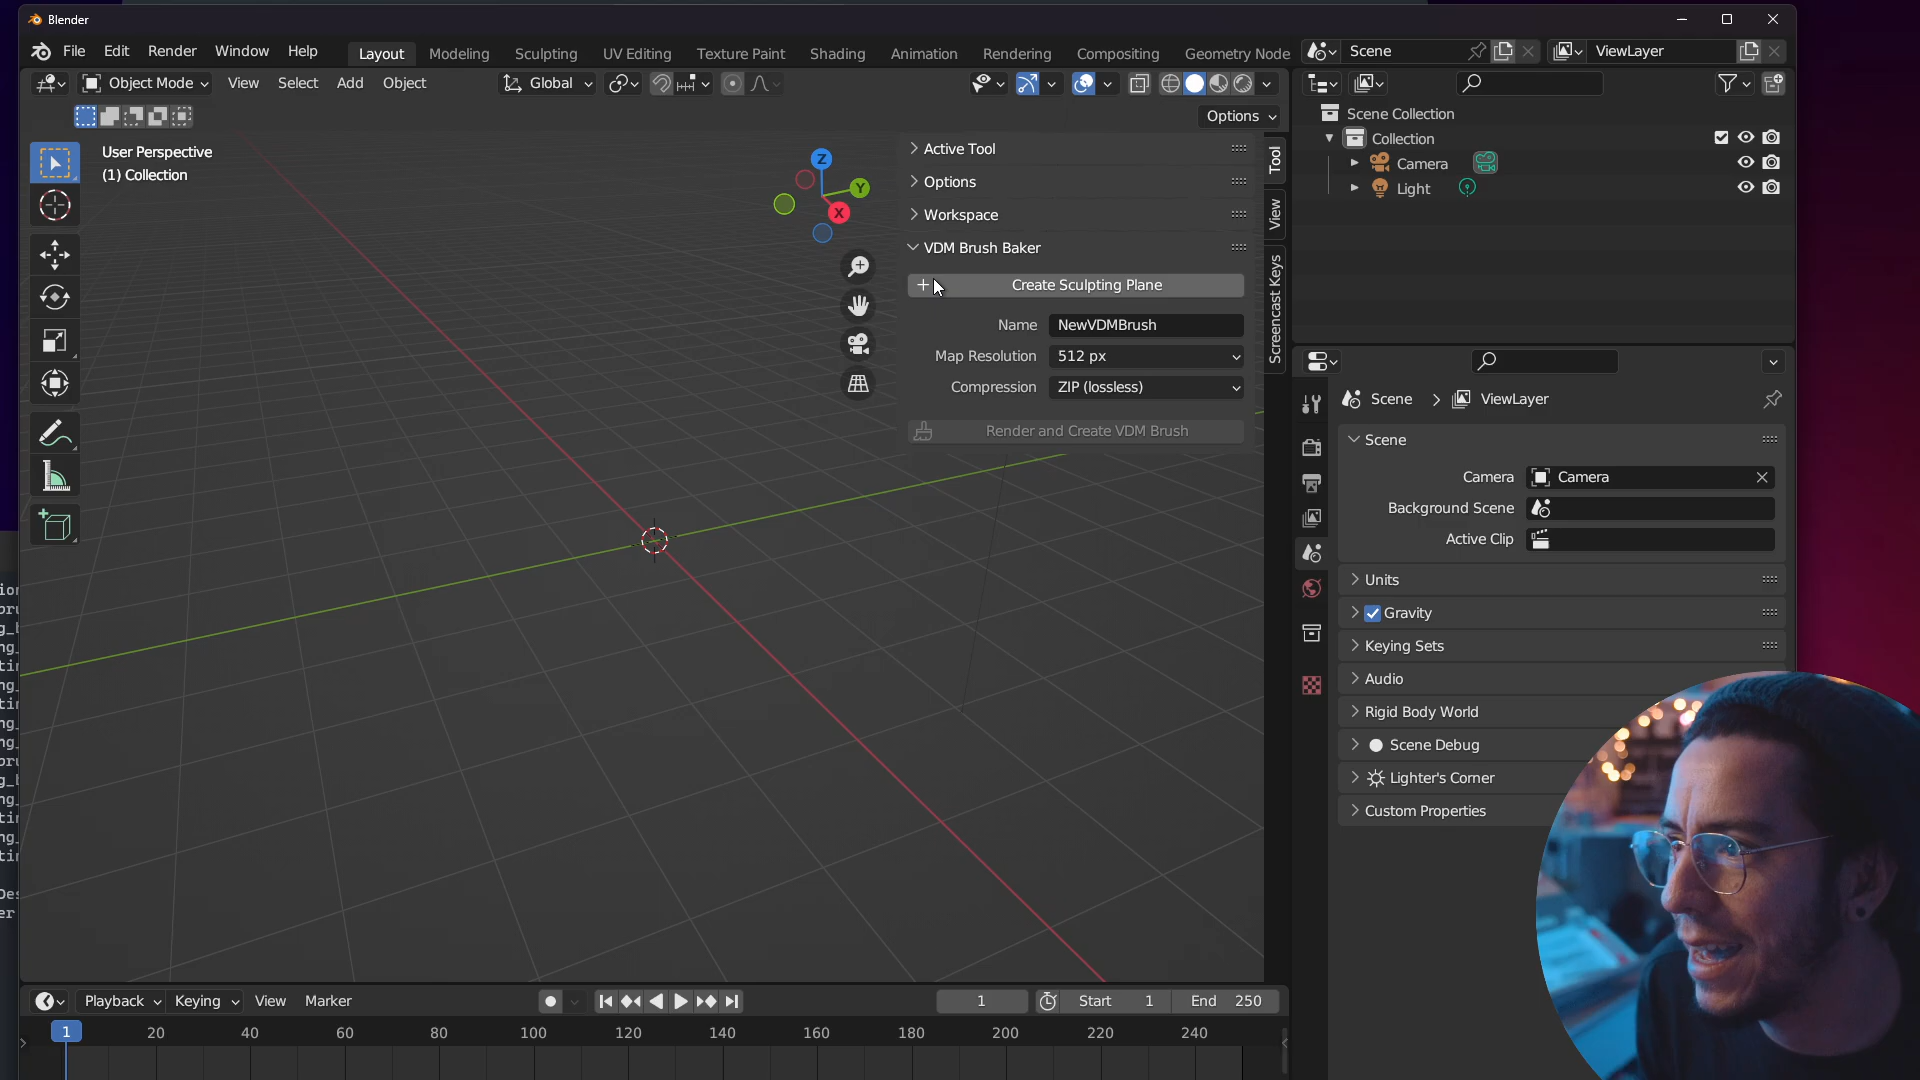 Blender
File Edit Render Window Help
Layout Modeling Sculpting UV Editing Texture Paint Shading Animation Rendering Compositing Geometry Node
Scene
ViewLayer
Object Mode View Select Add Object
Global
Options
User Perspective
(1) Collection
Z
Y
X
Active Tool
Options
Workspace
VDM Brush Baker
Create Sculpting Plane
Name NewVDMBrush
Map Resolution 512 px
Compression ZIP (lossless)
Render and Create VDM Brush
Tool
View
Screencast Keys
Scene Collection
Collection
Camera
Light
Scene ViewLayer
Scene
Camera Camera
Background Scene
Active Clip
Units
Gravity
Keying Sets
Audio
Rigid Body World
Scene Debug
Lighter's Corner
Custom Properties
Playback Keying View Marker
1
Start 1
End 250
1 20 40 60 80 100 120 140 160 180 200 220 240